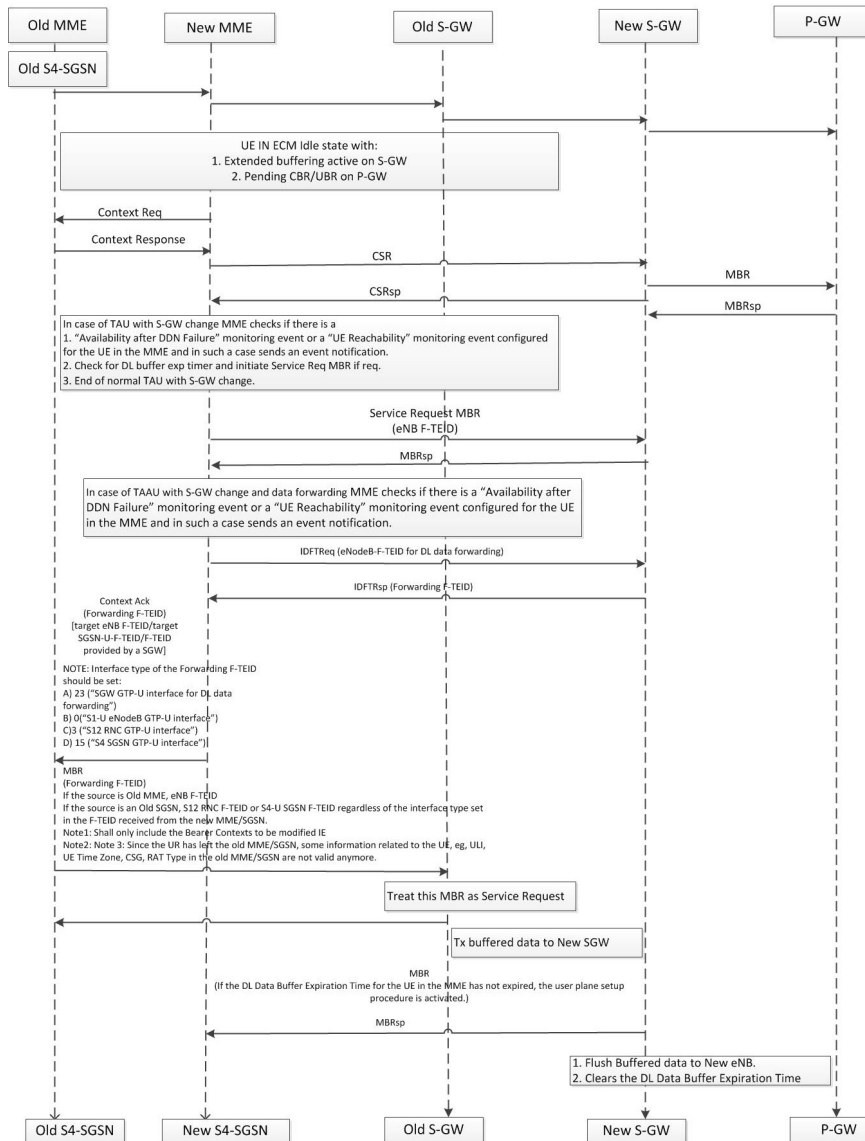 Old MME
New MME
Old S-GW
New S-GW
P-GW
Old S4-SGSN
UE IN ECM Idle state with:
1. Extended buffering active on S-GW
2. Pending CBR/UBR on P-GW
Context Req
Context Response
CSR
MBR
CSRsp
MBRsp
In case of TAU with S-GW change MME checks if there is a
1. “Availability after DDN Failure” monitoring event or a “UE Reachability” monitoring event configured
for the UE in the MME and in such a case sends an event notification.
2. Check for DL buffer exp timer and initiate Service Req MBR if req.
3. End of normal TAU with S-GW change.
Service Request MBR
(eNB F-TEID)
MBRsp
In case of TAAU with S-GW change and data forwarding MME checks if there is a “Availability after
DDN Failure” monitoring event or a “UE Reachability” monitoring event configured for the UE
in the MME and in such a case sends an event notification.
IDFTReq (eNodeB-F-TEID for DL data forwarding)
IDFTRsp (Forwarding F-TEID)
Context Ack
(Forwarding F-TEID)
[target eNB F-TEID/target
SGSN-U-F-TEID/F-TEID
provided by a SGW]
NOTE: Interface type of the Forwarding F-TEID
should be set:
A) 23 (“SGW GTP-U interface for DL data
forwarding”)
B) 0(“S1-U eNodeB GTP-U interface”)
C)3 (“S12 RNC GTP-U interface”)
D) 15 (“S4 SGSN GTP-U interface”)
MBR
(Forwarding F-TEID)
If the source is Old MME, eNB F-TEID
If the source is an Old SGSN, S12 RNC F-TEID or S4-U SGSN F-TEID regardless of the interface type set
in the F-TEID received from the new MME/SGSN.
Note1: Shall only include the Bearer Contexts to be modified IE
Note2: Note 3: Since the UR has left the old MME/SGSN, some information related to the UE, eg, ULI,
UE Time Zone, CSG, RAT Type in the old MME/SGSN are not valid anymore.
Treat this MBR as Service Request
Tx buffered data to New SGW
MBR
(If the DL Data Buffer Expiration Time for the UE in the MME has not expired, the user plane setup
procedure is activated.)
MBRsp
1. Flush Buffered data to New eNB.
2. Clears the DL Data Buffer Expiration Time
Old S4-SGSN
New S4-SGSN
Old S-GW
New S-GW
P-GW